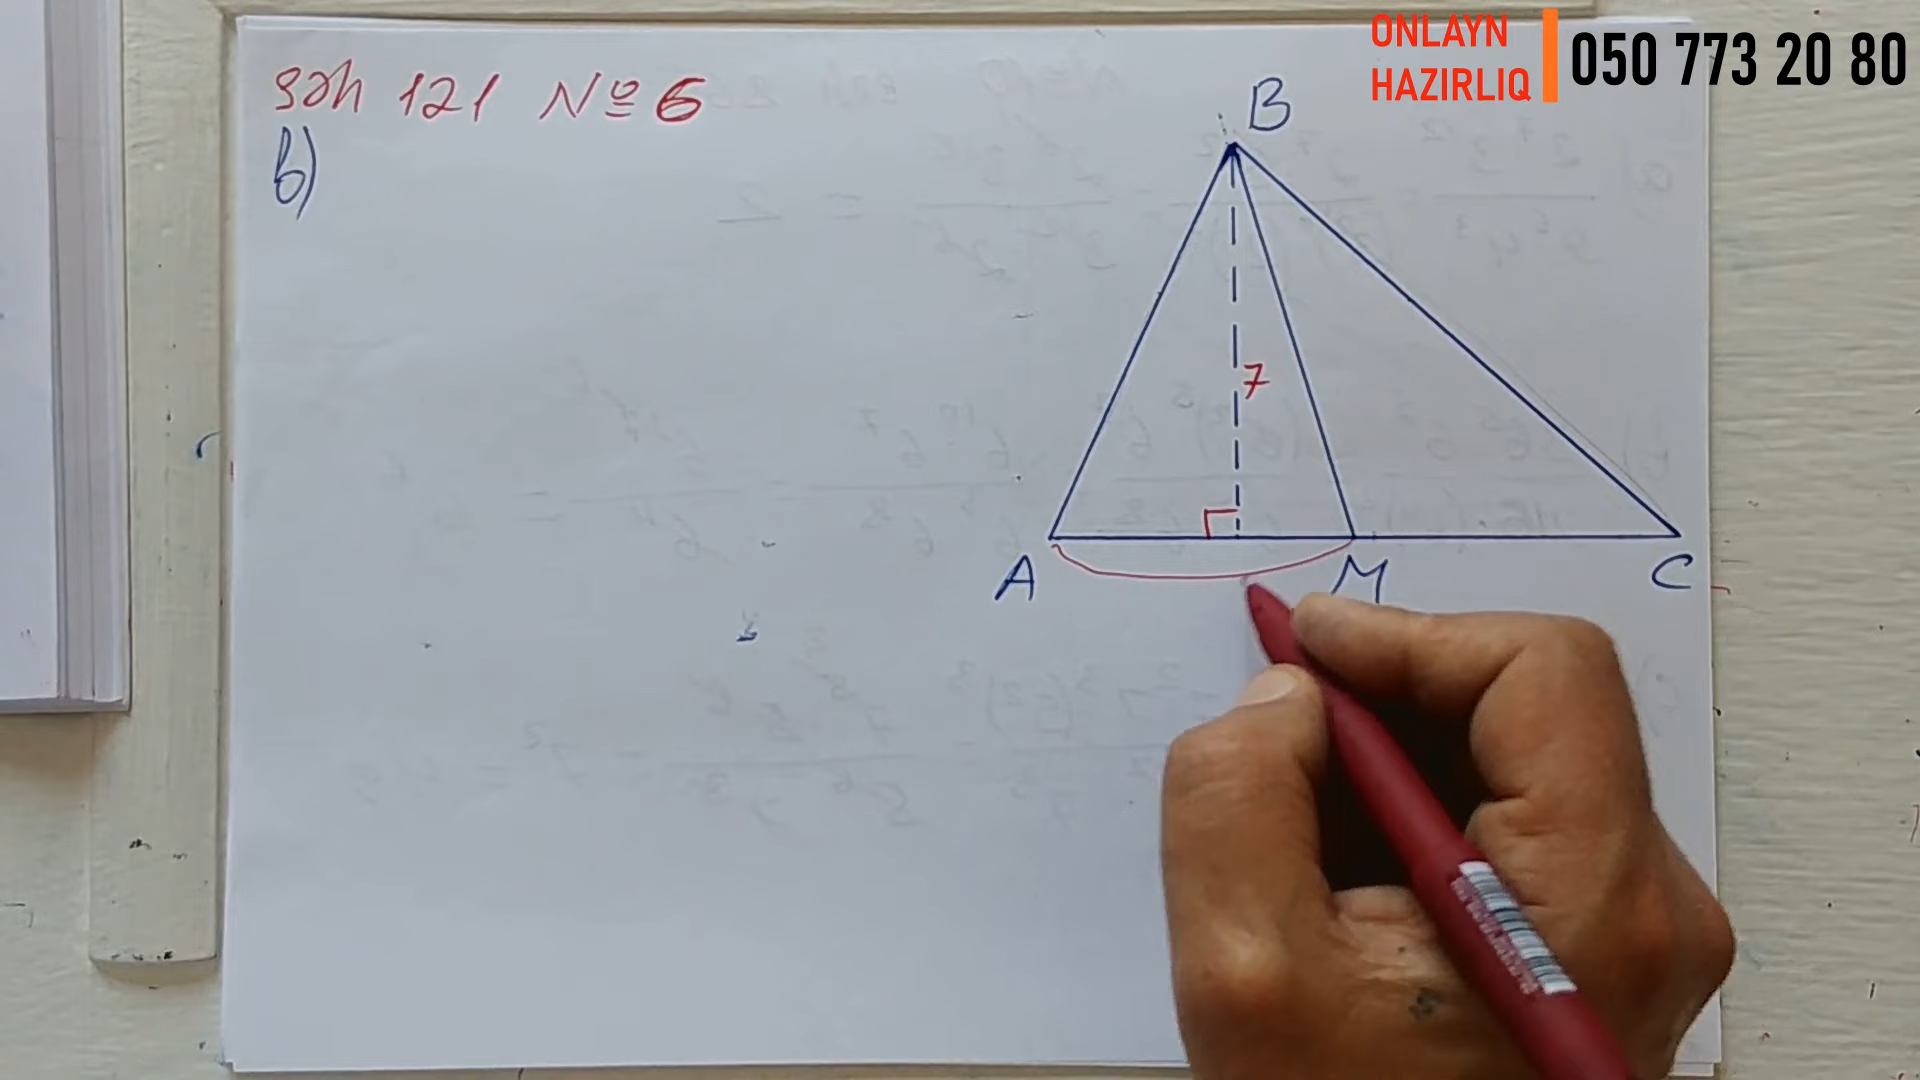 ONLAYN
HAZIRLIQ
050 773 20 80
səh 121 № 6
b)
B
7
A
M
C